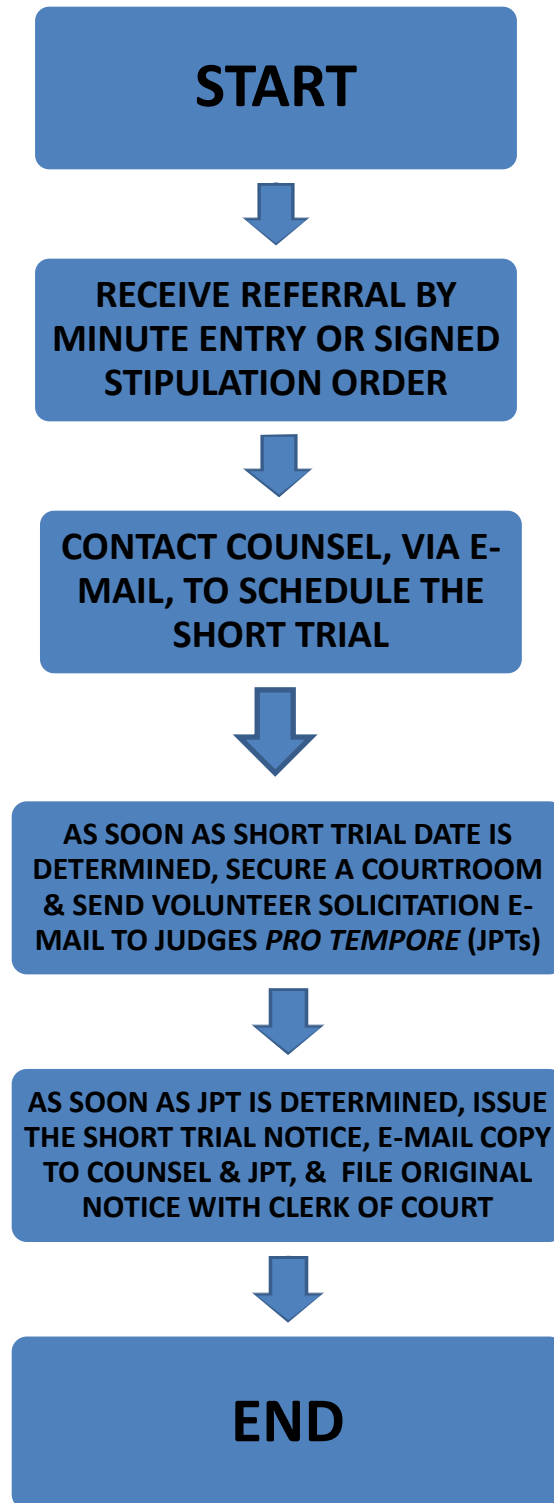 START
RECEIVE REFERRAL BY
MINUTE ENTRY OR SIGNED
STIPULATION ORDER
CONTACT COUNSEL, VIA E-
MAIL, TO SCHEDULE THE
SHORT TRIAL
AS SOON AS SHORT TRIAL DATE IS
DETERMINED, SECURE A COURTROOM
& SEND VOLUNTEER SOLICITATION E-
MAIL TO JUDGES PRO TEMPORE (JPTs)
AS SOON AS JPT IS DETERMINED, ISSUE
THE SHORT TRIAL NOTICE, E-MAIL COPY
TO COUNSEL & JPT, & FILE ORIGINAL
NOTICE WITH CLERK OF COURT
END